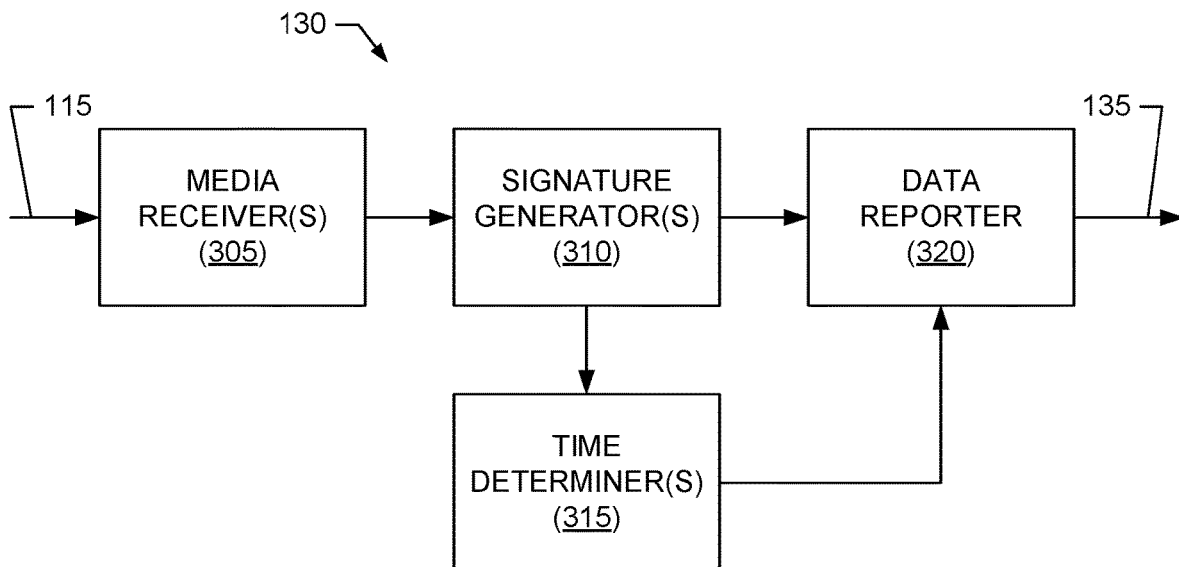 130
115
135
MEDIA
RECEIVER(S)
(305)
SIGNATURE
GENERATOR(S)
(310)
DATA
REPORTER
(320)
TIME
DETERMINER(S)
(315)